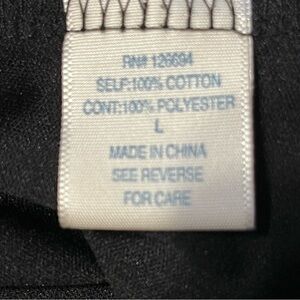 RN# 126694
SELF:100% COTTON
CONT:100% POLYESTER
L
MADE IN CHINA
SEE REVERSE
FOR CARE